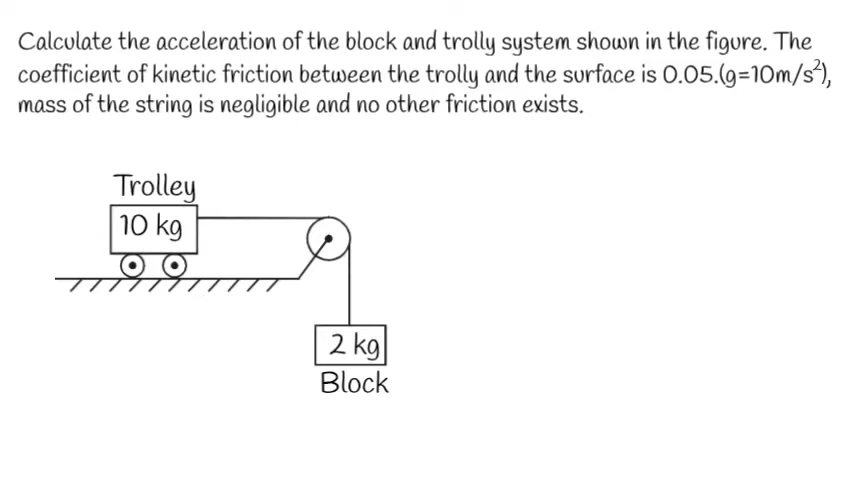 Calculate the acceleration of the block and trolly system shown in the figure. The
coefficient of kinetic friction between the trolly and the surface is 0.05.(g=10m/s²),
mass of the string is negligible and no other friction exists.
Trolley
10 kg
2 kg
Block